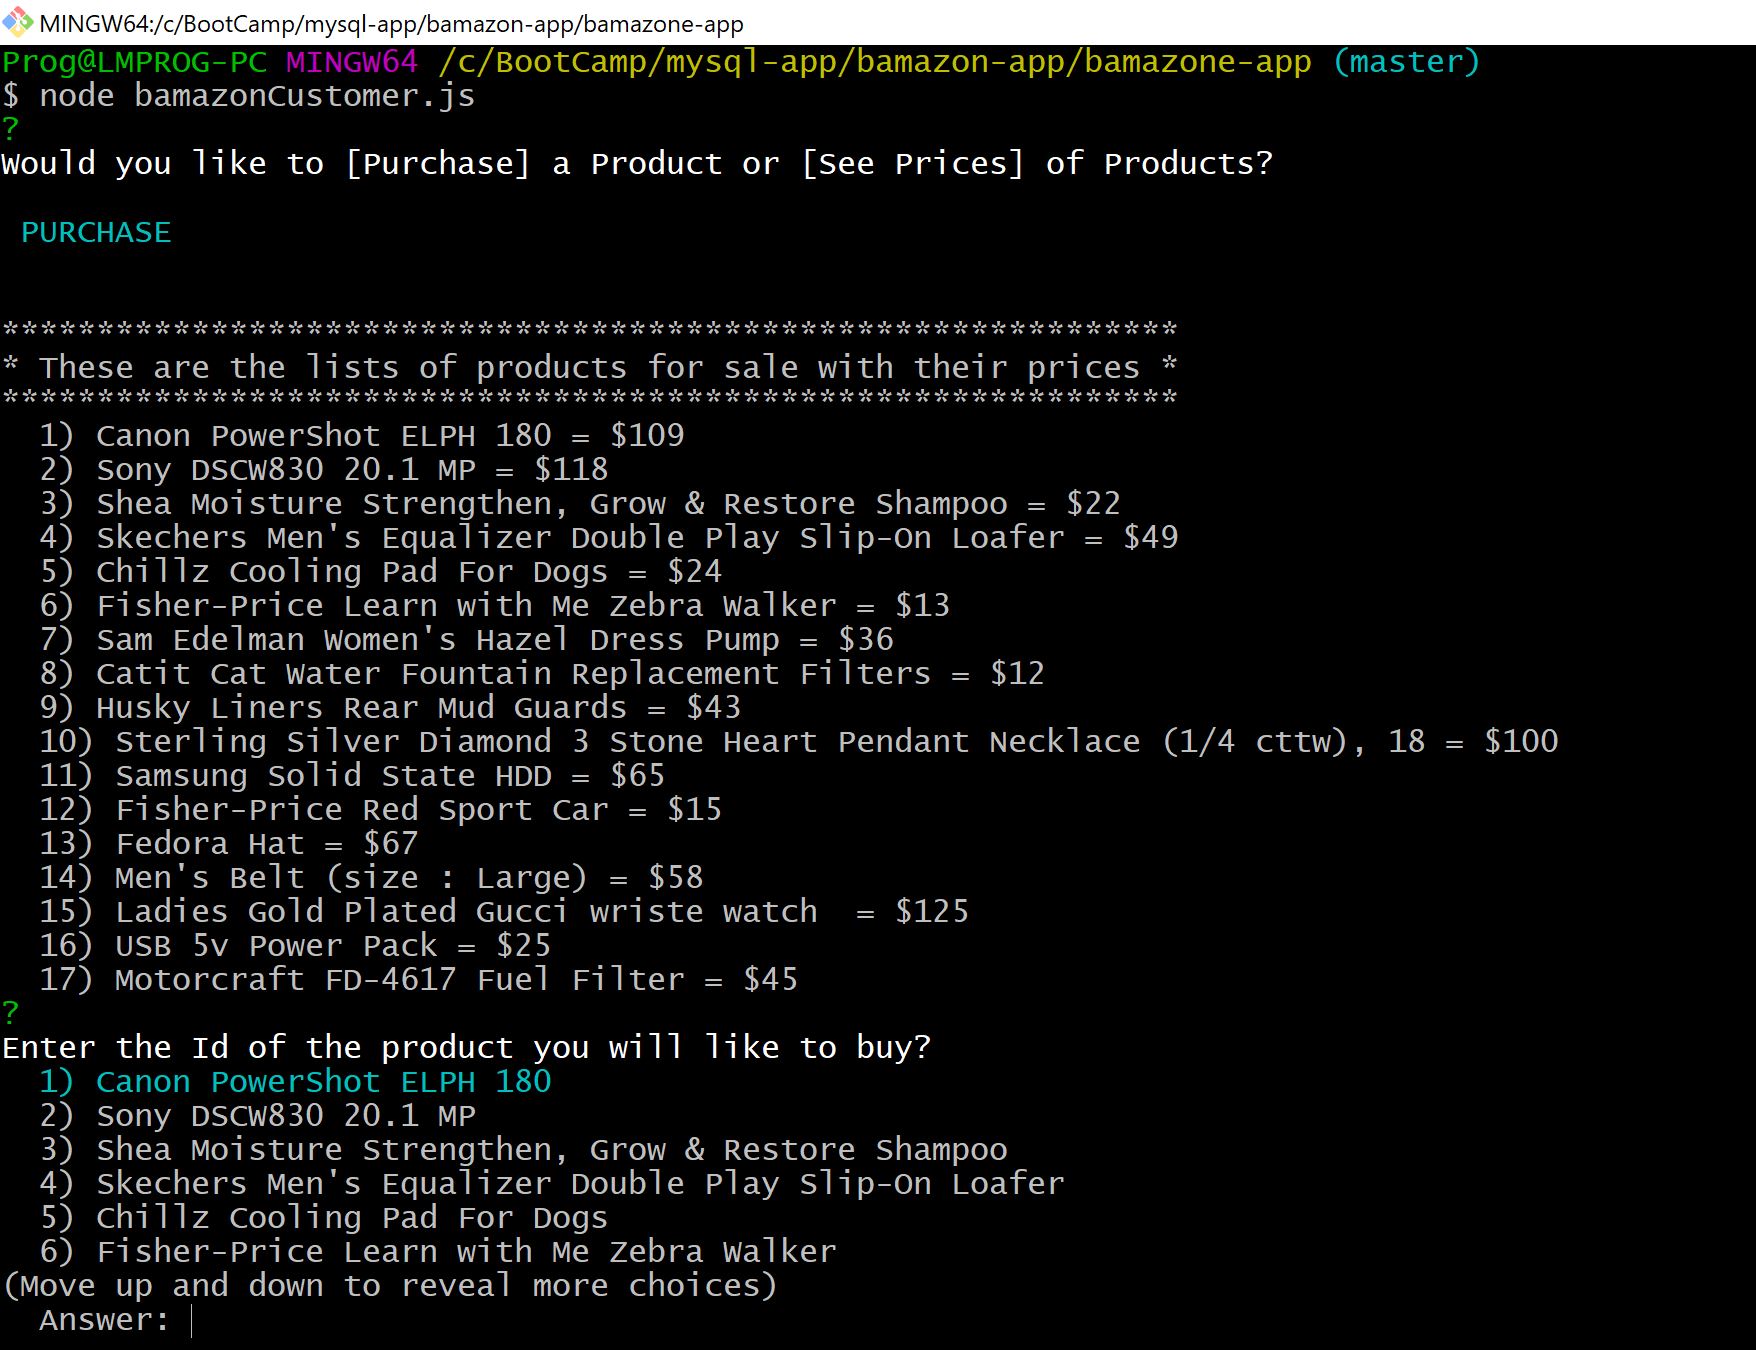 MINGW64:/c/BootCamp/mysql-app/bamazon-app/bamazone-app
Prog@LMPROG-PC MINGW64 /c/BootCamp/mysql-app/bamazon-app/bamazone-app (master)
$ node bamazonCustomer.js
?
Would you like to [Purchase] a Product or [See Prices] of Products?
PURCHASE
**************************************************************
* These are the lists of products for sale with their prices *
**************************************************************
1) Canon PowerShot ELPH 180 = $109
2) Sony DSCW830 20.1 MP = $118
3) Shea Moisture Strengthen, Grow & Restore Shampoo = $22
4) Skechers Men's Equalizer Double Play Slip-On Loafer = $49
5) Chillz Cooling Pad For Dogs = $24
6) Fisher-Price Learn with Me Zebra Walker = $13
7) Sam Edelman Women's Hazel Dress Pump = $36
8) Catit Cat Water Fountain Replacement Filters = $12
9) Husky Liners Rear Mud Guards = $43
10) Sterling Silver Diamond 3 Stone Heart Pendant Necklace (1/4 cttw), 18 = $100
11) Samsung Solid State HDD = $65
12) Fisher-Price Red Sport Car = $15
13) Fedora Hat = $67
14) Men's Belt (size : Large) = $58
15) Ladies Gold Plated Gucci wriste watch  = $125
16) USB 5v Power Pack = $25
17) Motorcraft FD-4617 Fuel Filter = $45
?
Enter the Id of the product you will like to buy?
1) Canon PowerShot ELPH 180
2) Sony DSCW830 20.1 MP
3) Shea Moisture Strengthen, Grow & Restore Shampoo
4) Skechers Men's Equalizer Double Play Slip-On Loafer
5) Chillz Cooling Pad For Dogs
6) Fisher-Price Learn with Me Zebra Walker
(Move up and down to reveal more choices)
Answer: